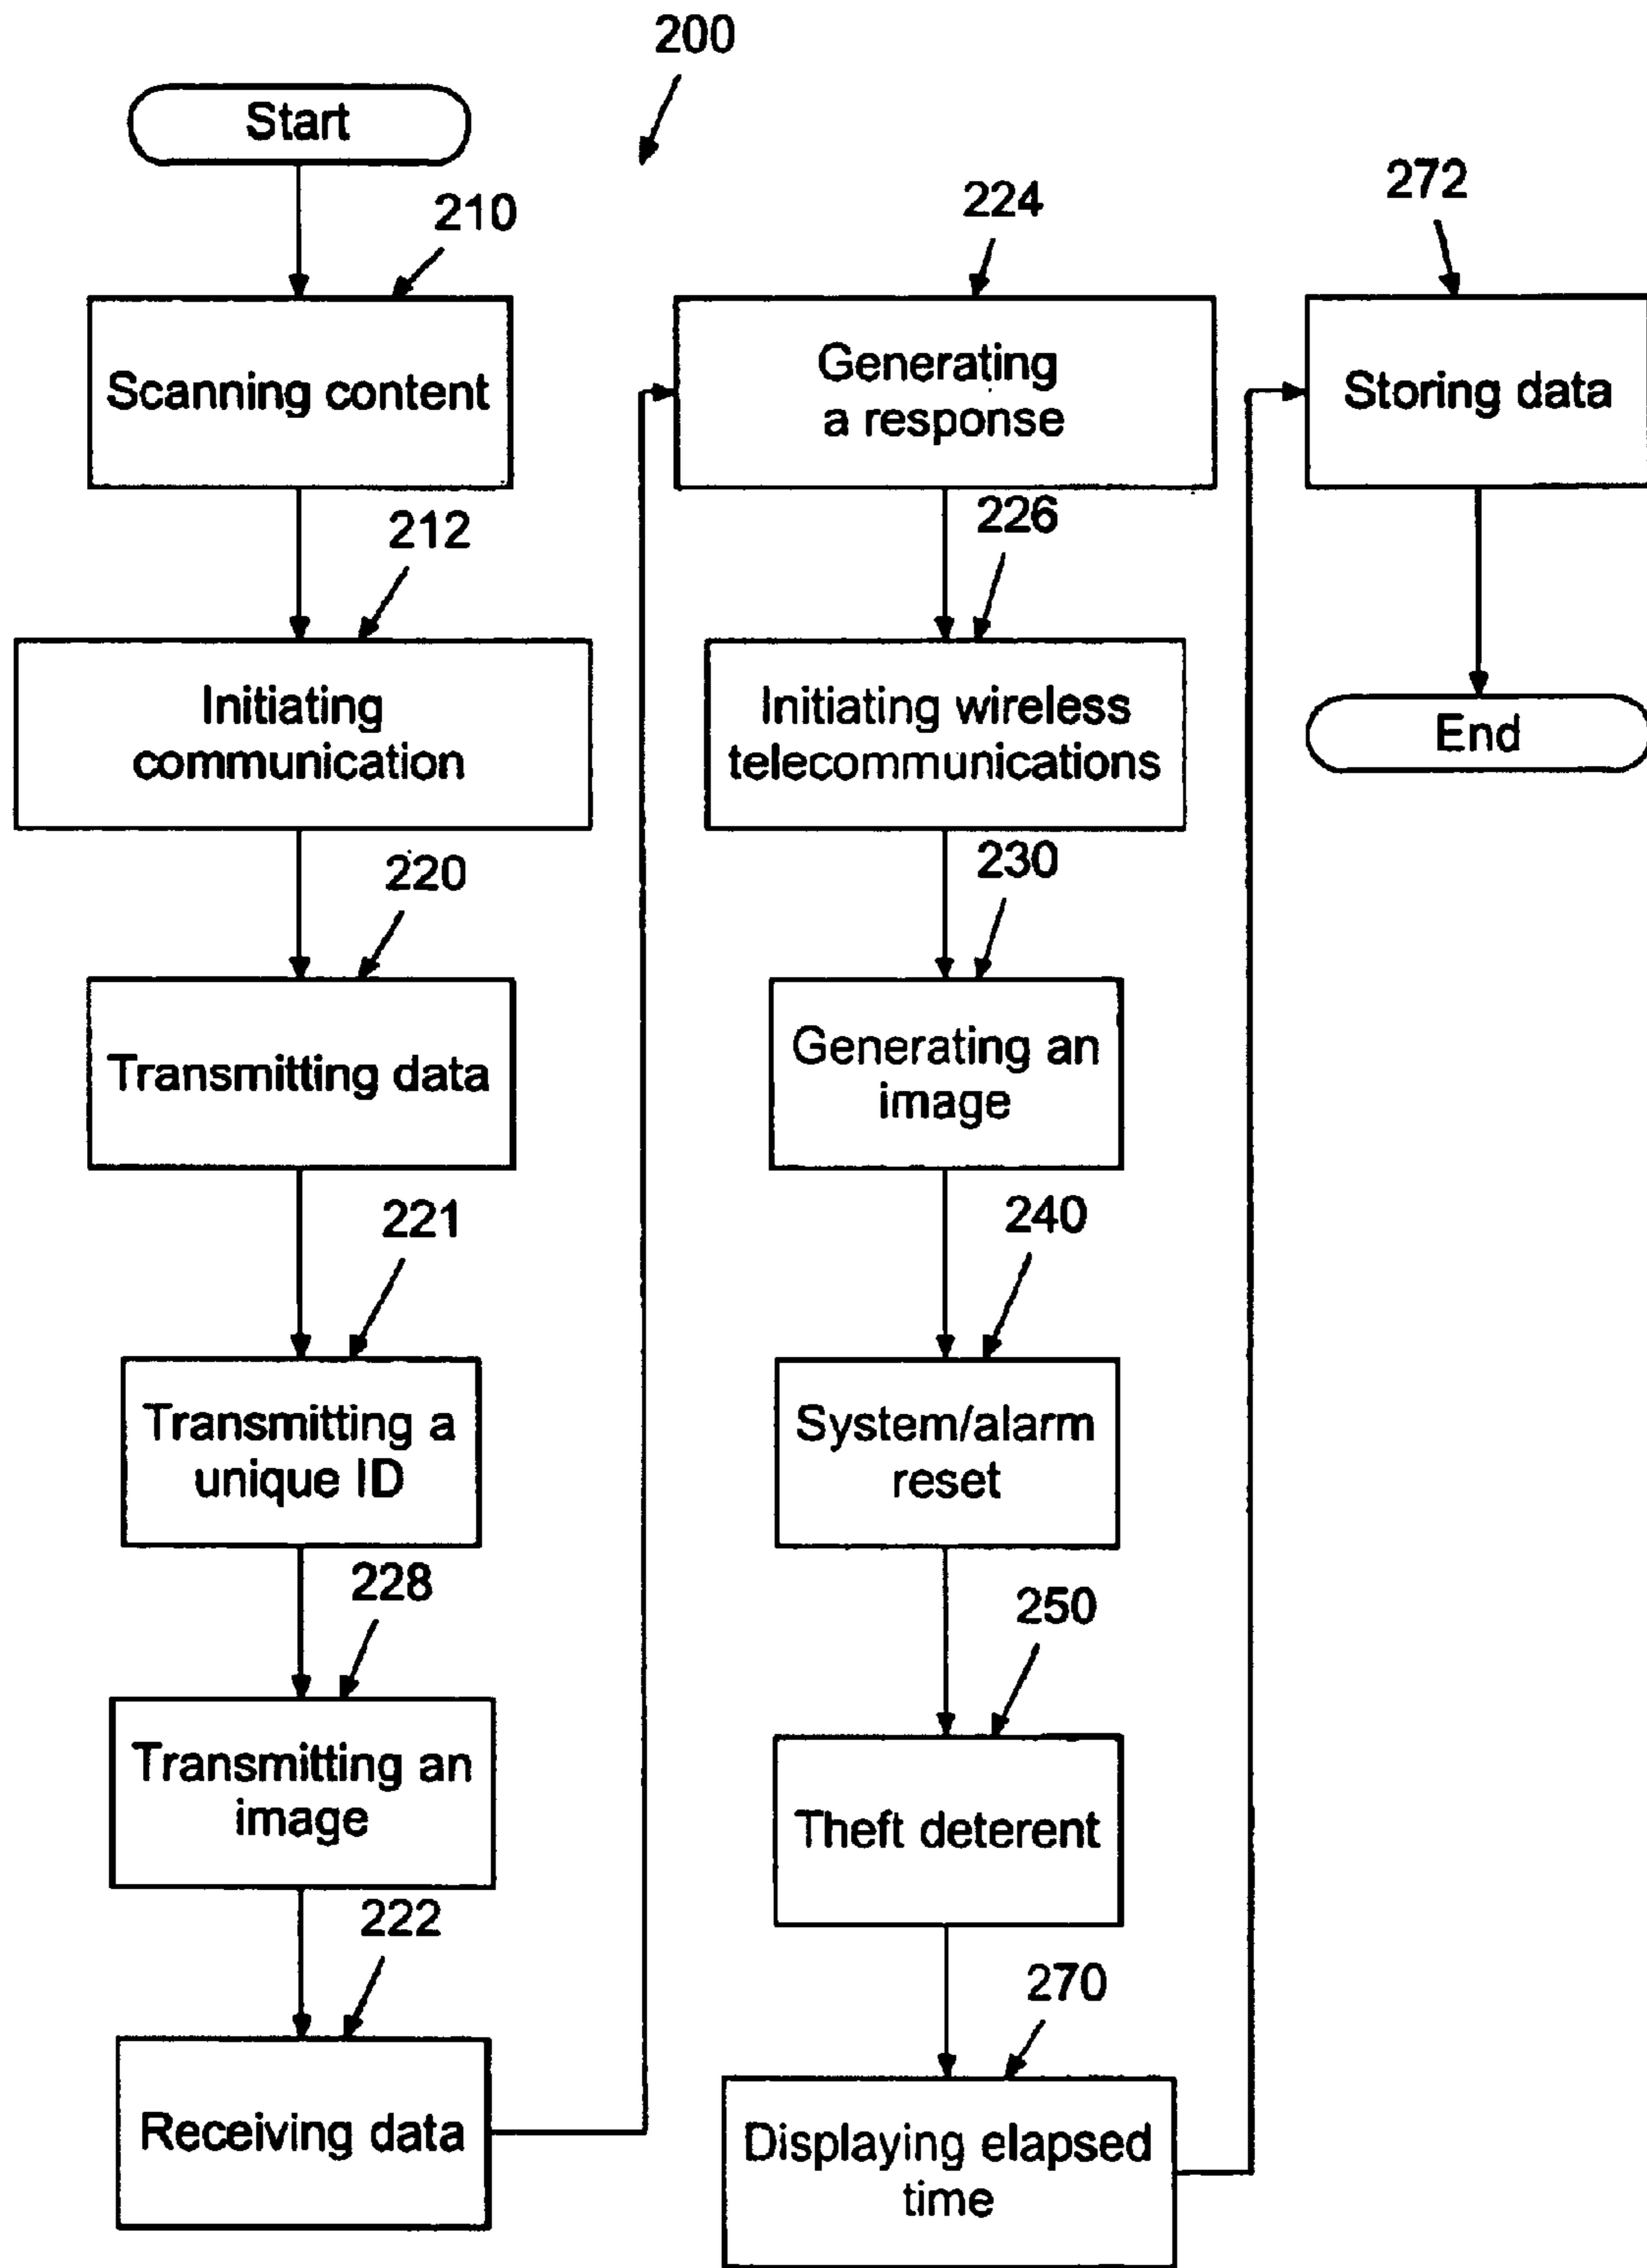 200
Start
210
Scanning content
212
Initiating
communication
220
Transmitting data
221
Transmitting a
unique ID
228
Transmitting an
image
222
Receiving data
224
Generating
a response
226
Initiating wireless
telecommunications
230
Generating an
image
240
System/alarm
reset
250
Theft deterent
270
Displaying elapsed
time
272
Storing data
End